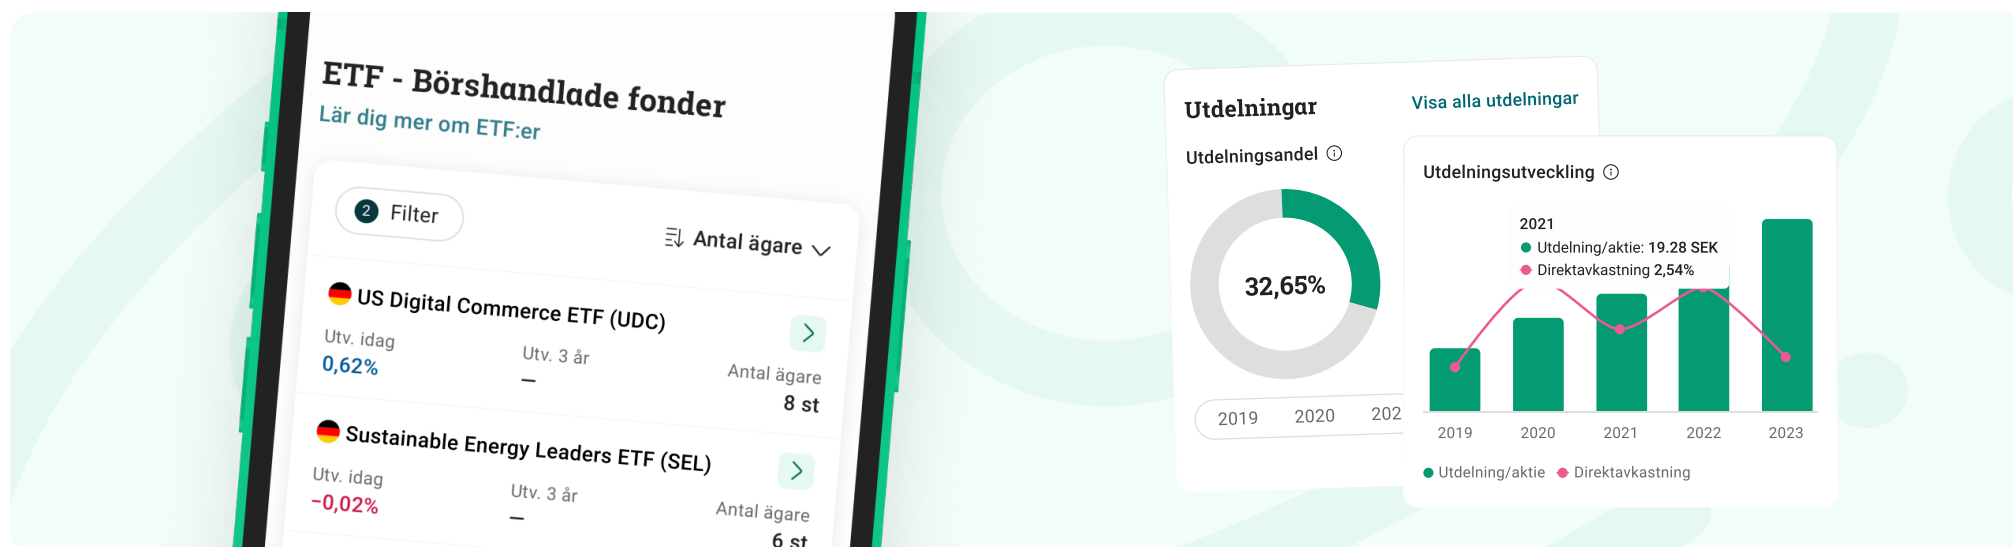 ETF - Börshandlade fonder
Lär dig mer om ETF:er
2 Filter
Antal ägare
US Digital Commerce ETF (UDC)
Utv. idag
0,62%
Utv. 3 år
–
Antal ägare
8 st
Sustainable Energy Leaders ETF (SEL)
Utv. idag
−0,02%
Utv. 3 år
–
Antal ägare
6 st
Utdelningar
Visa alla utdelningar
Utdelningsandel
32,65%
2019 2020 202
Utdelningsutveckling
2021
Utdelning/aktie: 19.28 SEK
Direktavkastning 2,54%
2019 2020 2021 2022 2023
Utdelning/aktie Direktavkastning